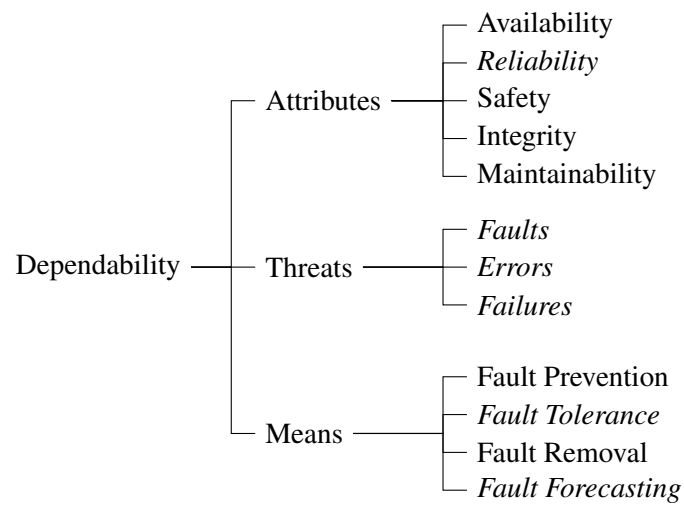 Dependability
Attributes
Availability
Reliability
Safety
Integrity
Maintainability
Threats
Faults
Errors
Failures
Means
Fault Prevention
Fault Tolerance
Fault Removal
Fault Forecasting